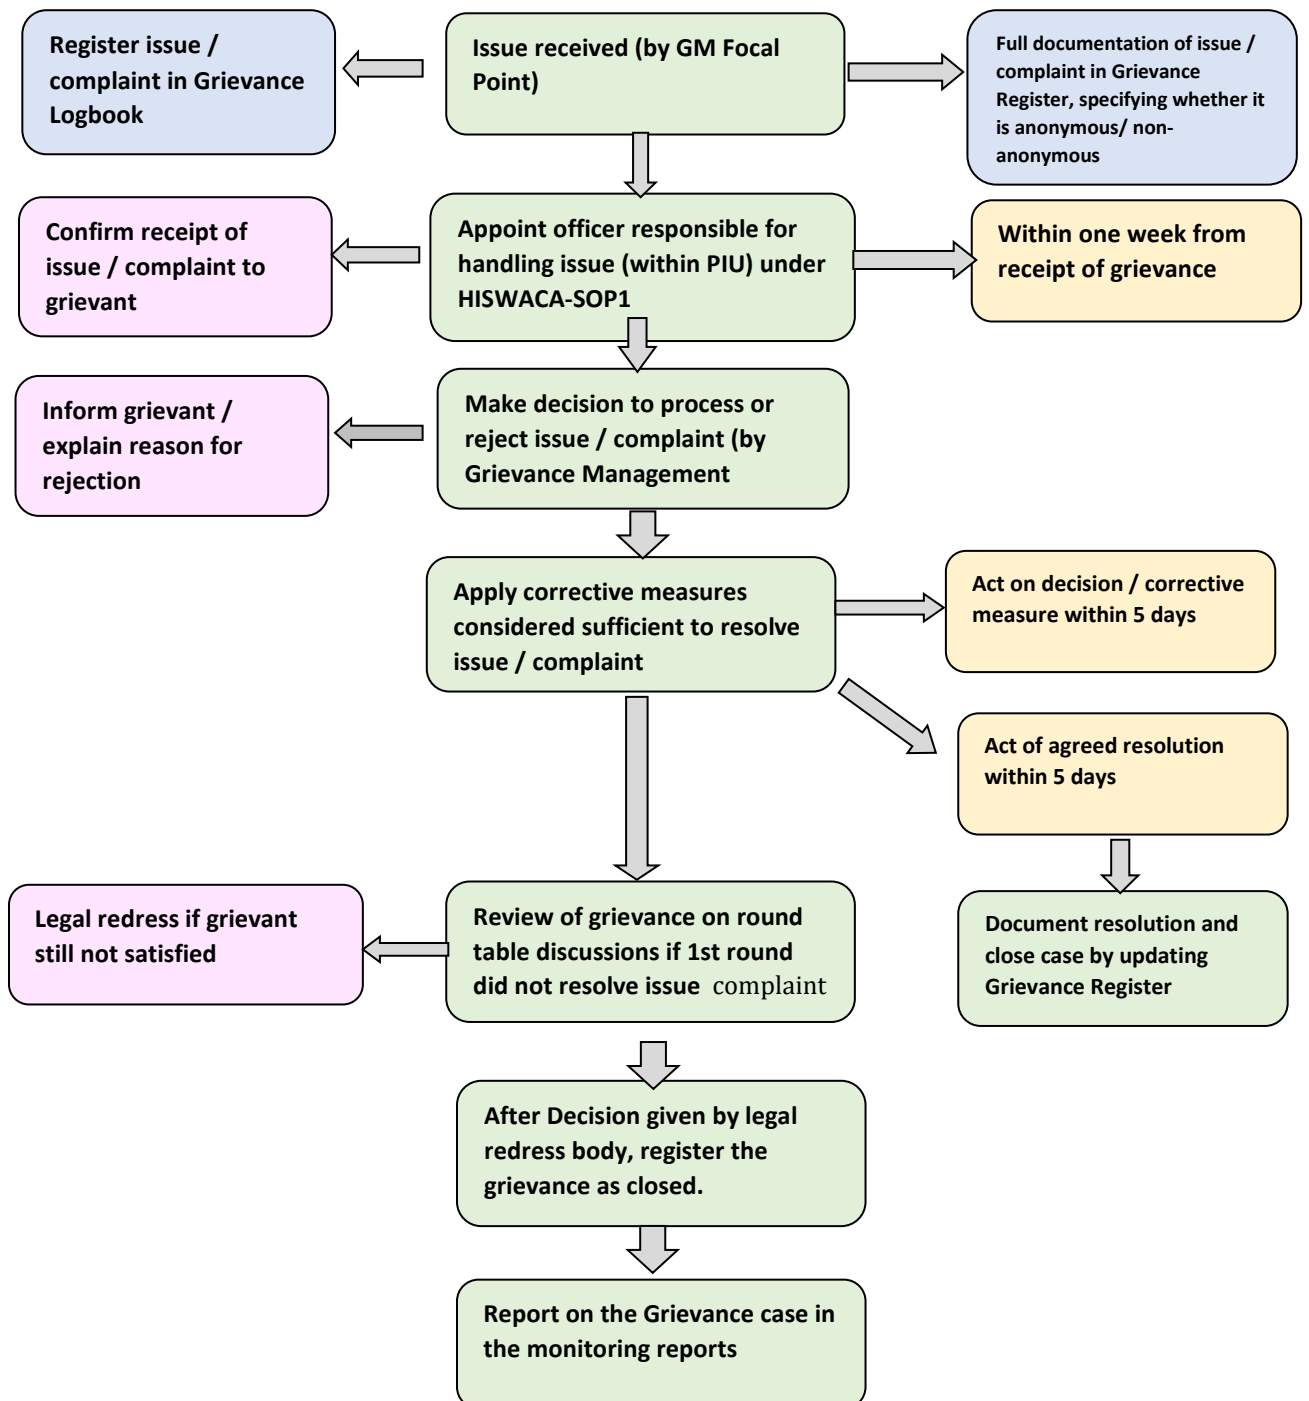 Register issue /
complaint in Grievance
Logbook
Issue received (by GM Focal
Point)
Full documentation of issue /
complaint in Grievance
Register, specifying whether it
is anonymous/ non-
anonymous
Confirm receipt of
issue / complaint to
grievant
Appoint officer responsible for
handling issue (within PIU) under
HISWACA-SOP1
Within one week from
receipt of grievance
Inform grievant /
explain reason for
rejection
Make decision to process or
reject issue / complaint (by
Grievance Management
Apply corrective measures
considered sufficient to resolve
issue / complaint
Act on decision / corrective
measure within 5 days
Act of agreed resolution
within 5 days
Legal redress if grievant
still not satisfied
Review of grievance on round
table discussions if 1st round
did not resolve issue complaint
Document resolution and
close case by updating
Grievance Register
After Decision given by legal
redress body, register the
grievance as closed.
Report on the Grievance case in
the monitoring reports